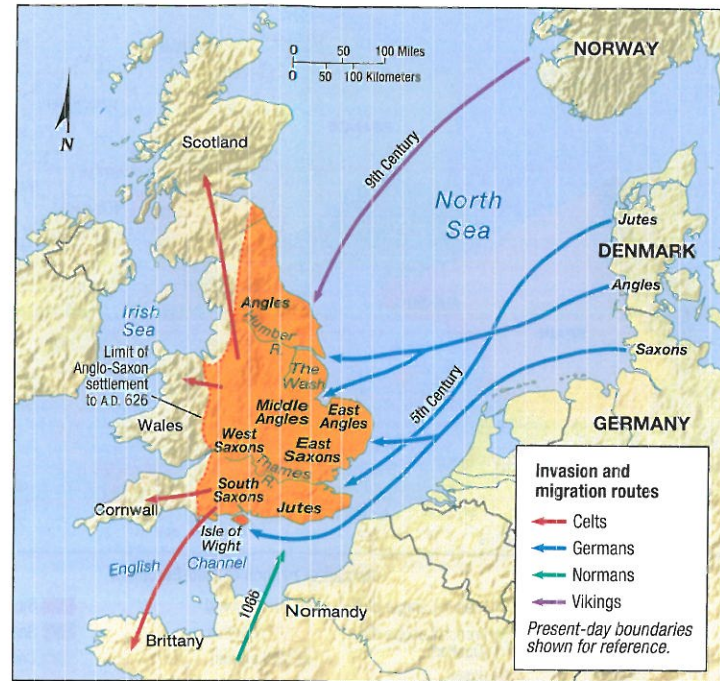 NORWAY
0 50 100 Miles
0 50 100 Kilometers
N
Scotland
9th Century
North
Sea
Jutes
DENMARK
Angles
Saxons
GERMANY
Irish
Sea
Limit of
Anglo-Saxon
settlement
to A.D. 626
Angles
Humber
R.
The
Wash
Middle
Angles
East
Angles
5th Century
Wales
West
Saxons
East
Saxons
Thames
R.
South
Saxons
Jutes
Cornwall
Isle of
Wight
English
Channel
1066
Normandy
Brittany
Invasion and
migration routes
Celts
Germans
Normans
Vikings
Present-day boundaries
shown for reference.